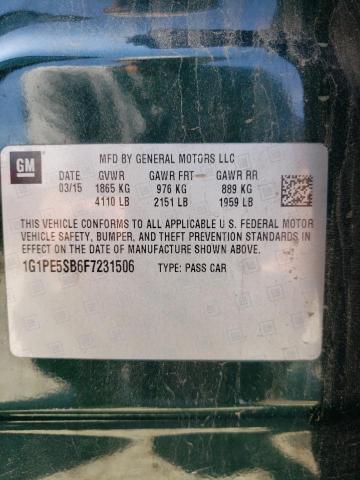 GM
MFD BY GENERAL MOTORS LLC
DATE GVWR GAWR FRT GAWR RR
03/15 1865 KG 976 KG 889 KG
4110 LB 2151 LB 1959 LB
THIS VEHICLE CONFORMS TO ALL APPLICABLE U S. FEDERAL MOTOR
VEHICLE SAFETY, BUMPER, AND THEFT PREVENTION STANDARDS IN
EFFECT ON THE DATE OF MANUFACTURE SHOWN ABOVE.
1G1PE5SB6F7231506 TYPE: PASS CAR